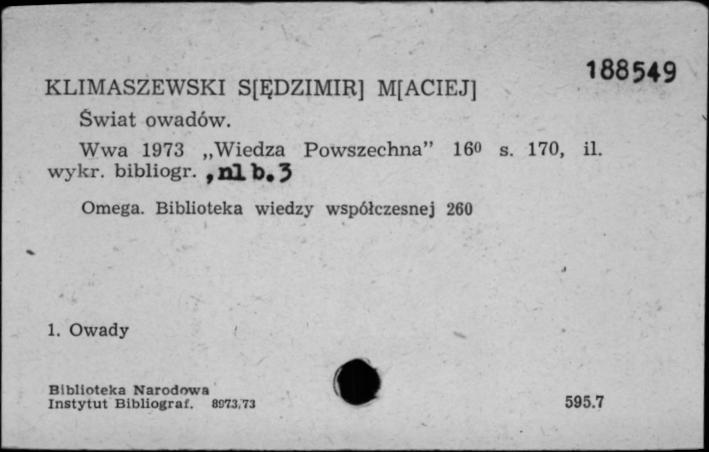 188549
KLIMASZEWSKI S[ĘDZIMIR] M[ACIEJ]
Świat owadów.
Wwa 1973 „Wiedza Powszechna” 16⁰ s. 170, il.
wykr. bibliogr. , nlb. 3
Omega. Biblioteka wiedzy współczesnej 260
1. Owady
Biblioteka Narodowa
Instytut Bibliograf. 8973/73
595.7